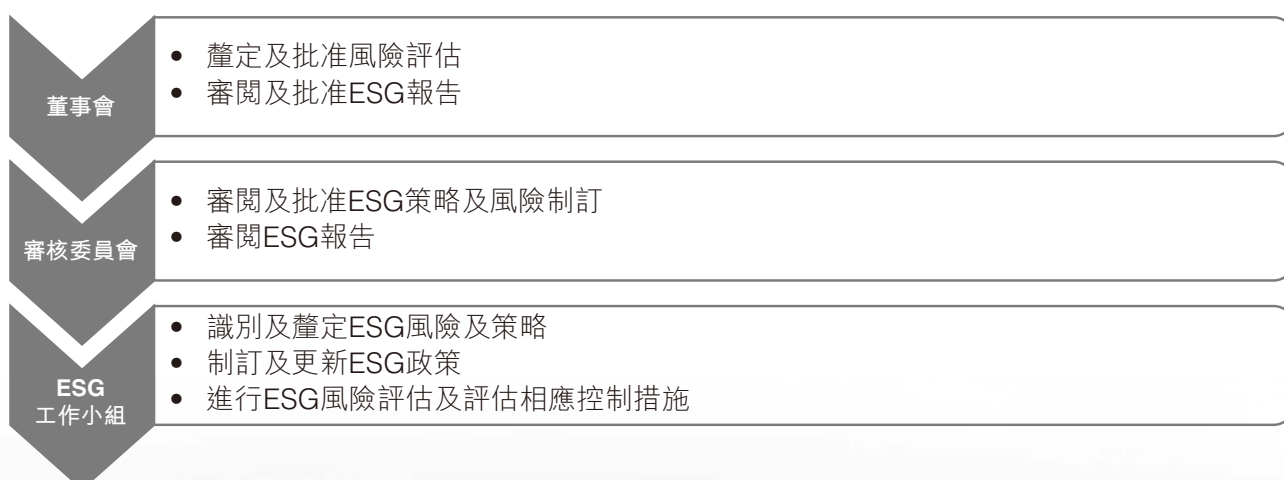 董事會
• 釐定及批准風險評估
• 審閱及批准ESG報告
審核委員會
• 審閱及批准ESG策略及風險制訂
• 審閱ESG報告
ESG
工作小組
• 識別及釐定ESG風險及策略
• 制訂及更新ESG政策
• 進行ESG風險評估及評估相應控制措施